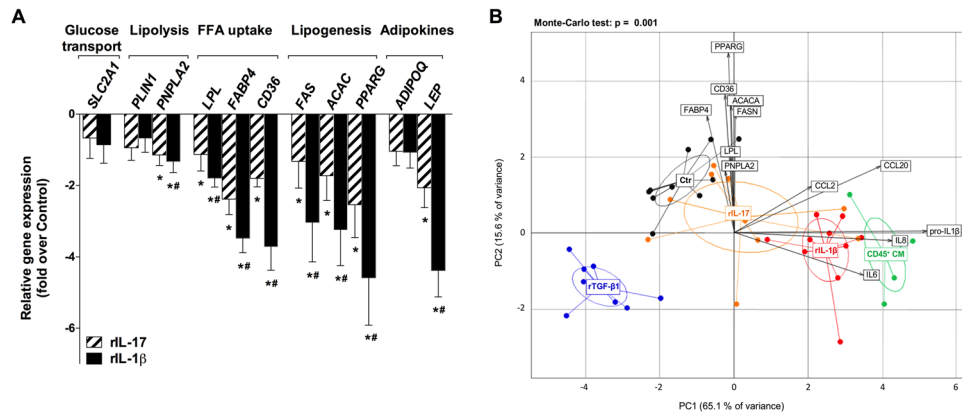 A
Glucose transport
Lipolysis
FFA uptake
Lipogenesis
Adipokines
SLC2A1
PLIN1
PNPLA2
LPL
FABP4
CD36
FAS
ACAC
PPARG
ADIPOQ
LEP
Relative gene expression
(fold over Control)
0
-2
-4
-6
*
*#
*
*#
*
*#
*
*#
*#
*
*#
*
*#
*
*#
rIL-17
rIL-1β
B
Monte-Carlo test: p = 0.001
PC2 (15.6 % of variance)
4
2
0
-2
PPARG
CD36
ACACA
FABP4
FASN
LPL
PNPLA2
CCL20
CCL2
Ctr
rIL-17
pro-IL1β
IL8
rIL-1β
CD45⁺ CM
IL6
rTGF-β1
-4
-2
0
2
4
6
PC1 (65.1 % of variance)